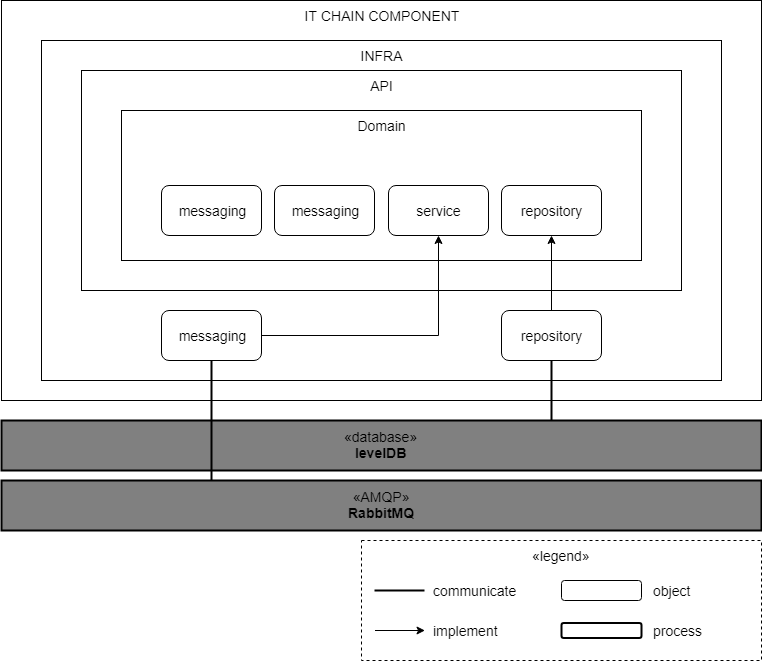 IT CHAIN COMPONENT
INFRA
API
Domain
messaging
messaging
service
repository
messaging
repository
«database»
levelDB
«AMQP»
RabbitMQ
«legend»
communicate
object
implement
process